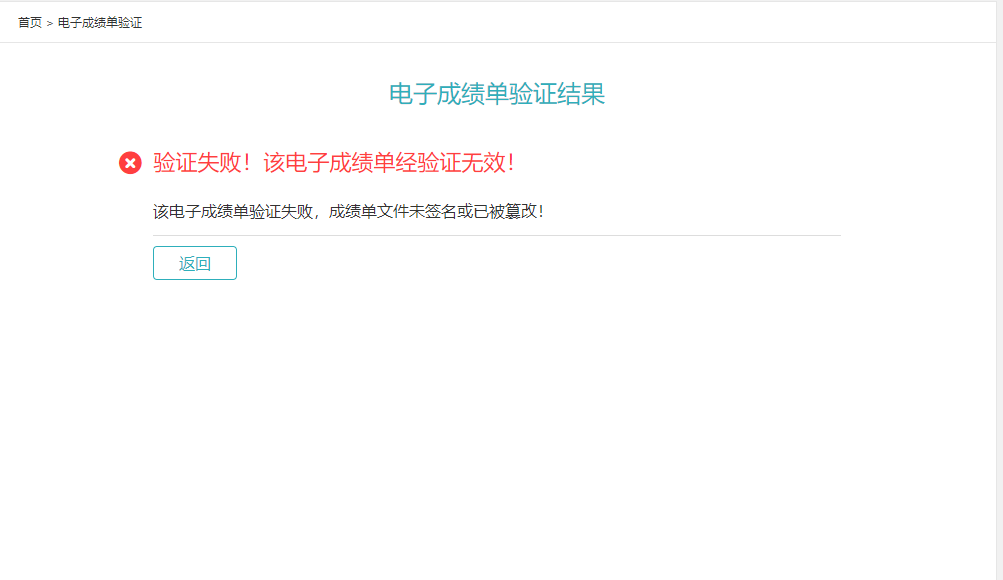 首页 > 电子成绩单验证
电子成绩单验证结果
验证失败！该电子成绩单经验证无效！
该电子成绩单验证失败，成绩单文件未签名或已被篡改！
返回